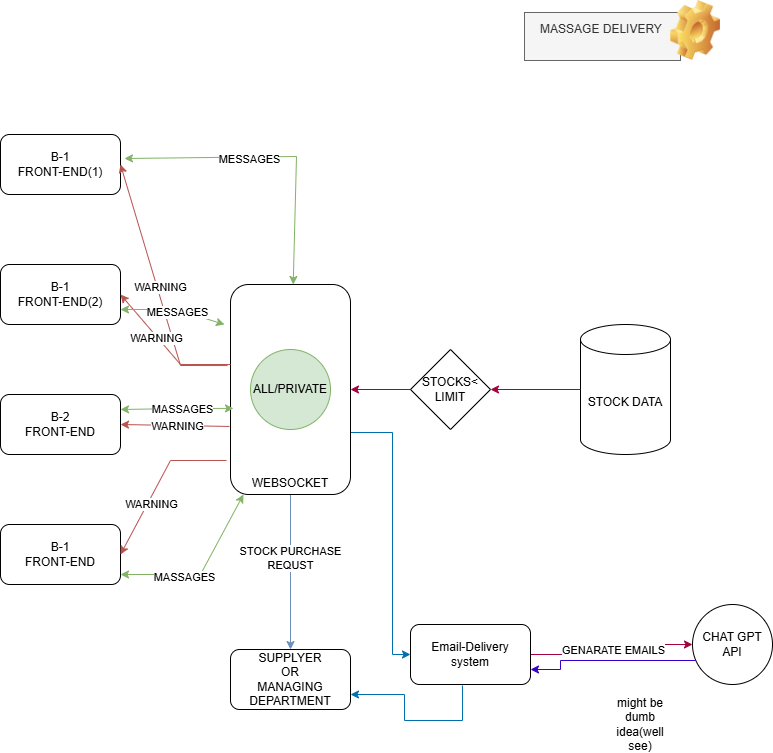 MASSAGE DELIVERY
B-1
FRONT-END(1)
MESSAGES
B-1
FRONT-END(2)
WARNING
MESSAGES
WARNING
ALL/PRIVATE
STOCKS<
LIMIT
STOCK DATA
B-2
FRONT-END
MASSAGES
WARNING
WEBSOCKET
WARNING
B-1
FRONT-END
MASSAGES
STOCK PURCHASE
REQUST
SUPPLYER
OR
MANAGING
DEPARTMENT
Email-Delivery
system
GENARATE EMAILS
CHAT GPT
API
might be
dumb
idea(well
see)